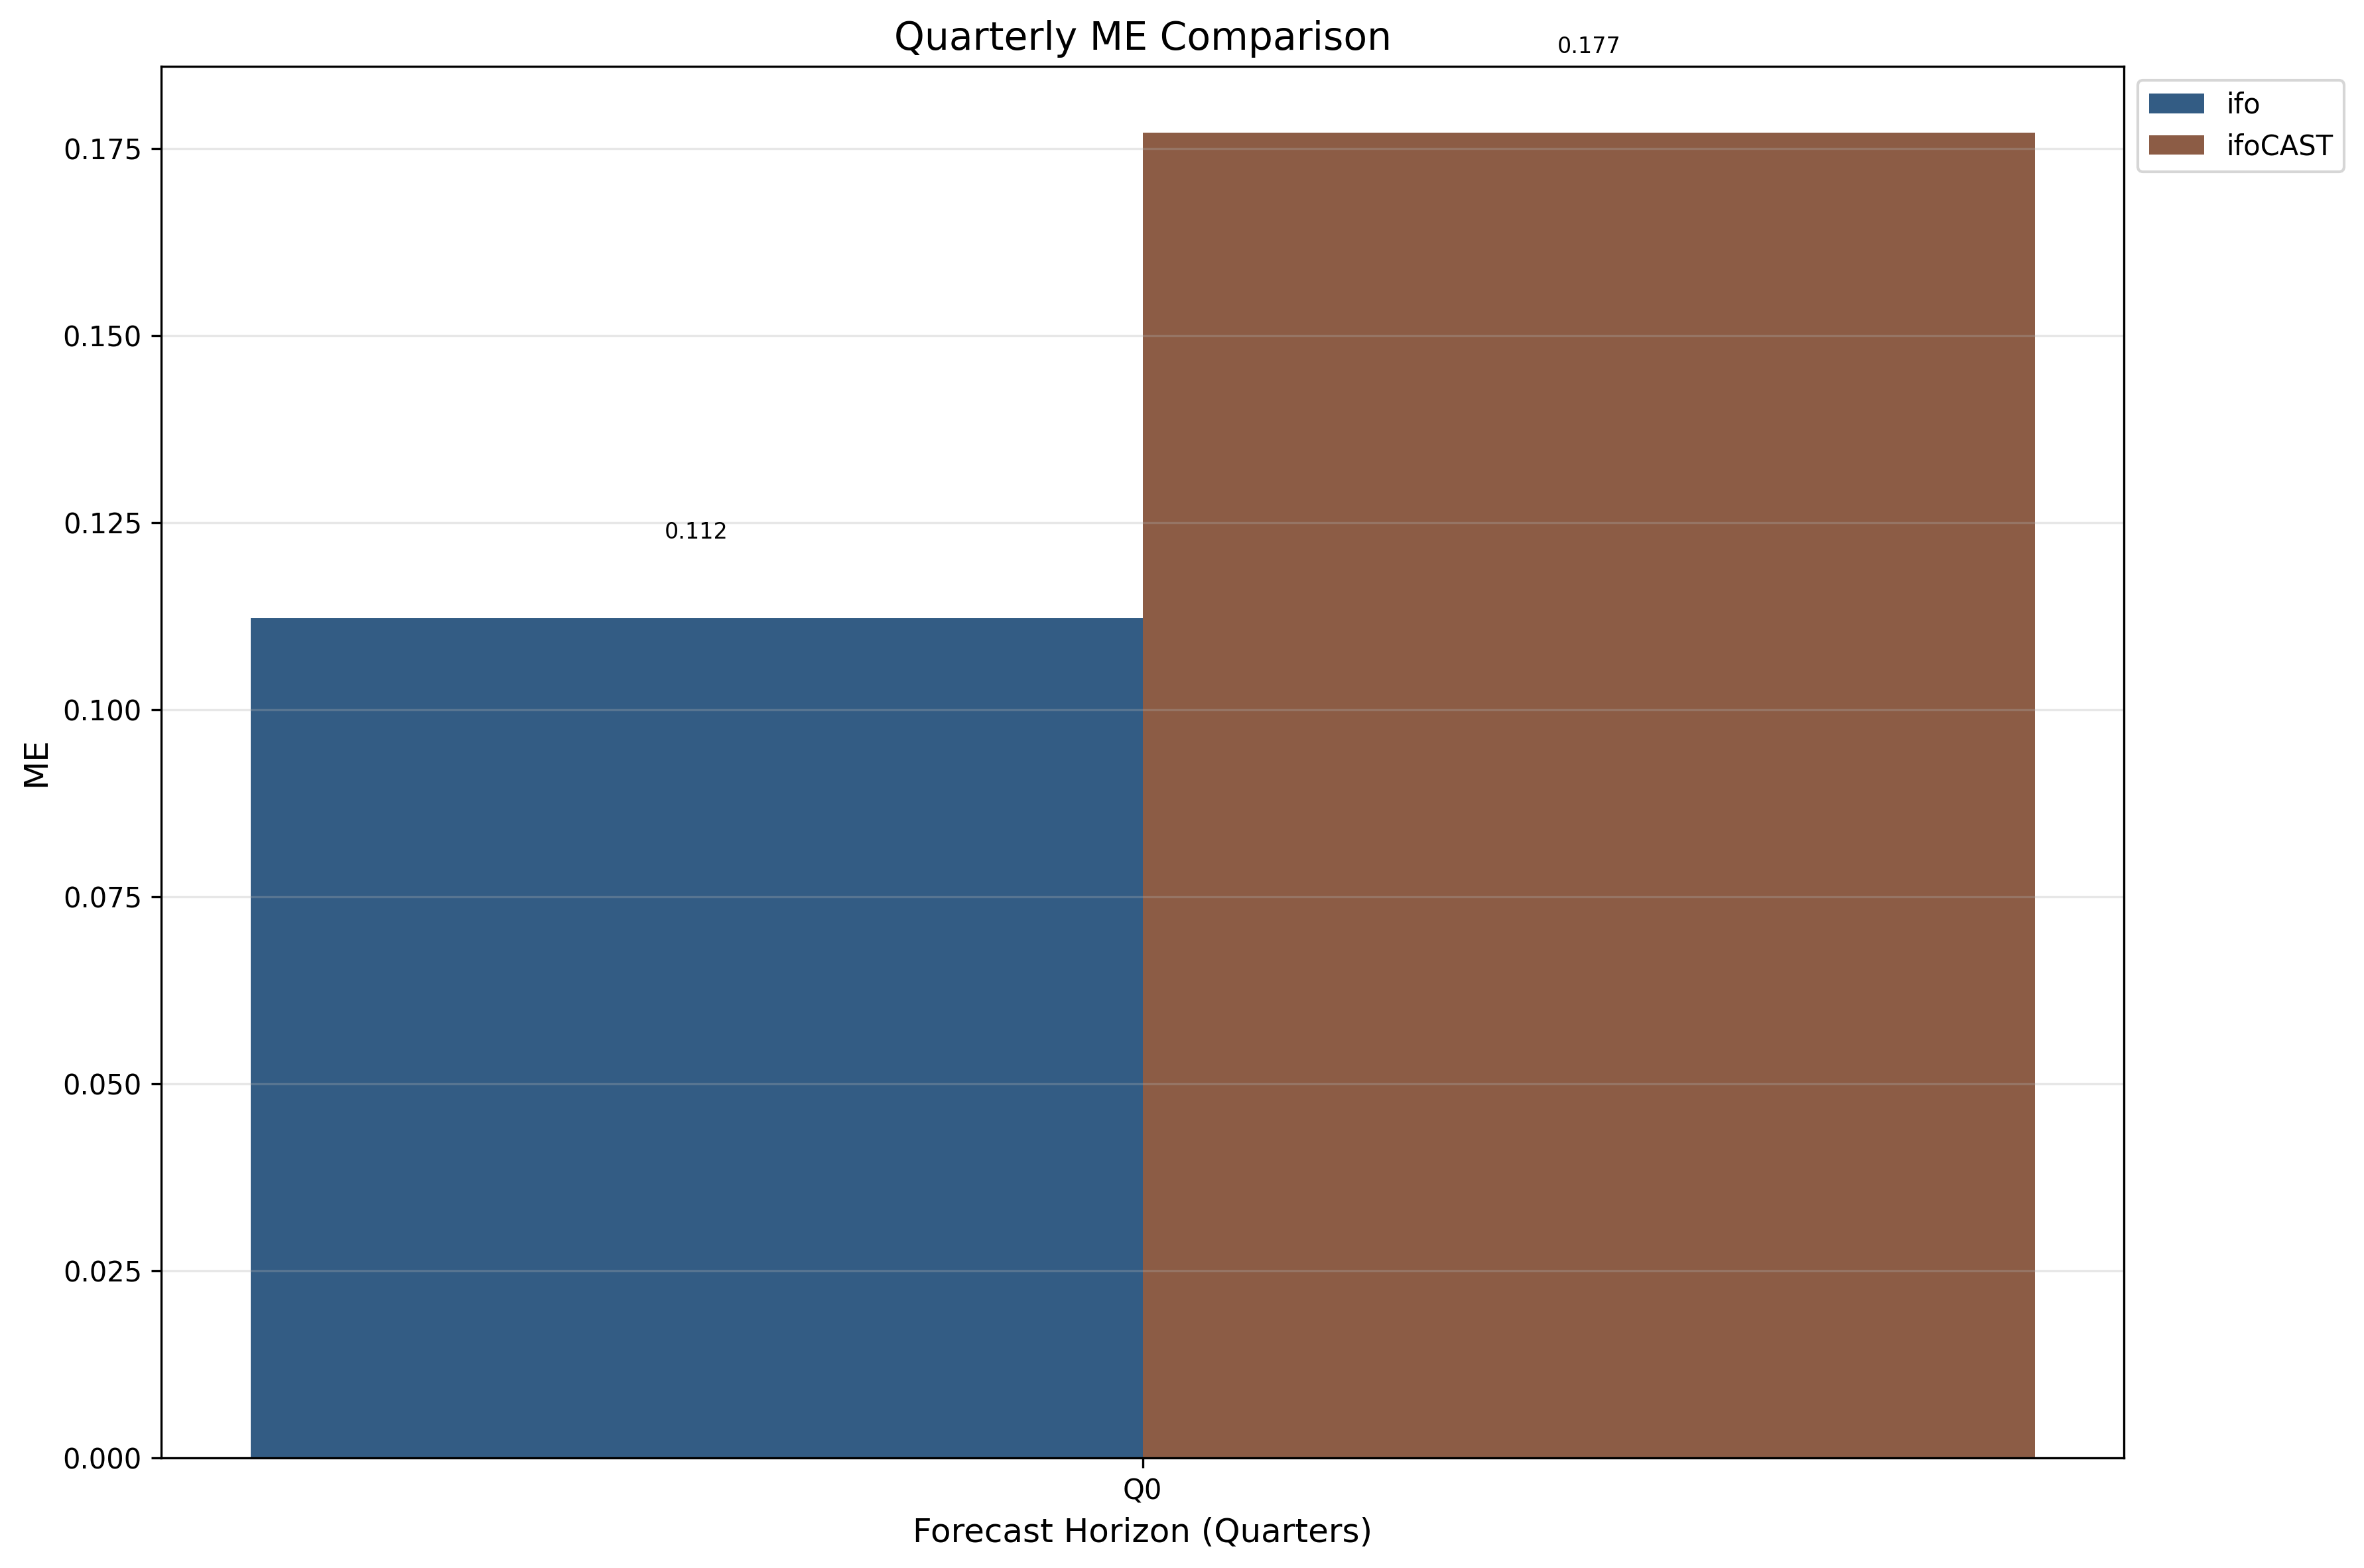 Quarterly ME Comparison
0.177
ifo
ifoCAST
0.175
0.150
0.125
0.112
0.100
ME
0.075
0.050
0.025
0.000
Q0
Forecast Horizon (Quarters)